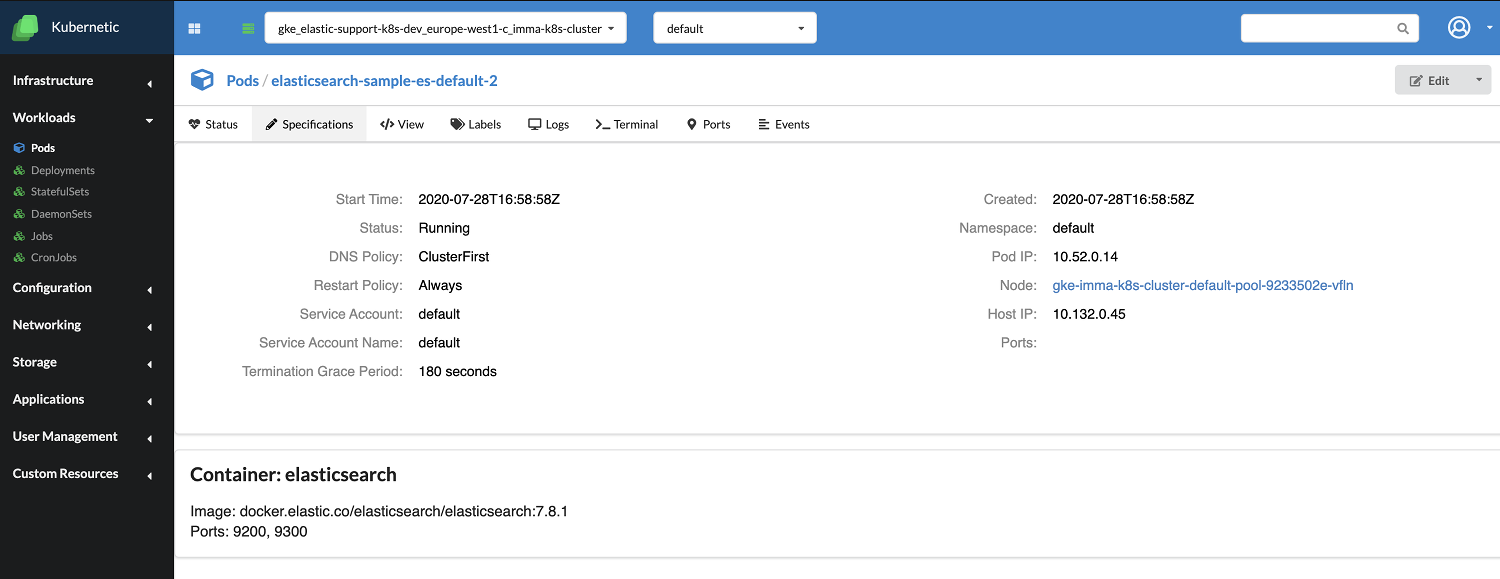 Kubernetic
gke_elastic-support-k8s-dev_europe-west1-c_imma-k8s-cluster
default
Infrastructure
Workloads
Pods
Deployments
StatefulSets
DaemonSets
Jobs
CronJobs
Configuration
Networking
Storage
Applications
User Management
Custom Resources
Pods / elasticsearch-sample-es-default-2
Edit
Status Specifications View Labels Logs Terminal Ports Events
Start Time: 2020-07-28T16:58:58Z
Status: Running
DNS Policy: ClusterFirst
Restart Policy: Always
Service Account: default
Service Account Name: default
Termination Grace Period: 180 seconds
Created: 2020-07-28T16:58:58Z
Namespace: default
Pod IP: 10.52.0.14
Node: gke-imma-k8s-cluster-default-pool-9233502e-vfln
Host IP: 10.132.0.45
Ports:
Container: elasticsearch
Image: docker.elastic.co/elasticsearch/elasticsearch:7.8.1
Ports: 9200, 9300